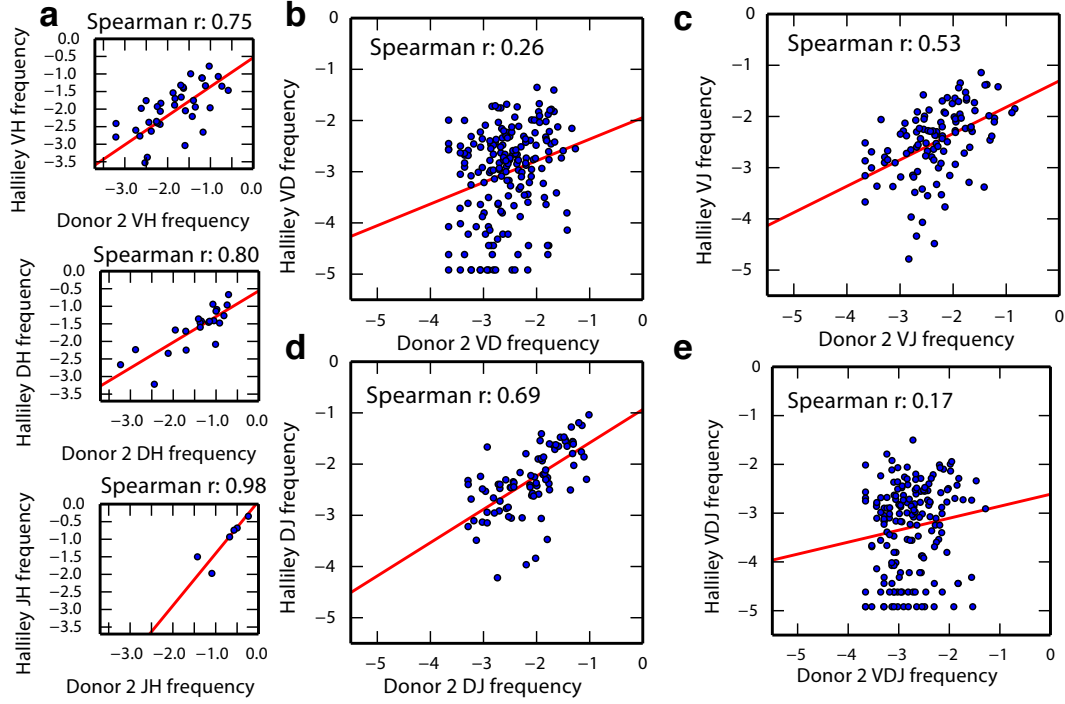 a
Spearman r: 0.75
0.0
−0.5
−1.0
−1.5
−2.0
−2.5
−3.0
−3.5
−3.0 −2.0 −1.0 0.0
Halliley VH frequency
Donor 2 VH frequency
Spearman r: 0.80
0.0
−0.5
−1.0
−1.5
−2.0
−2.5
−3.0
−3.5
−3.0 −2.0 −1.0 0.0
Halliley DH frequency
Donor 2 DH frequency
Spearman r: 0.98
0.0
−0.5
−1.0
−1.5
−2.0
−2.5
−3.0
−3.5
−3.0 −2.0 −1.0 0.0
Halliley JH frequency
Donor 2 JH frequency
b
Spearman r: 0.26
0
−1
−2
−3
−4
−5
−5 −4 −3 −2 −1 0
Halliley VD frequency
Donor 2 VD frequency
c
Spearman r: 0.53
0
−1
−2
−3
−4
−5
−5 −4 −3 −2 −1 0
Halliley VJ frequency
Donor 2 VJ frequency
d
Spearman r: 0.69
0
−1
−2
−3
−4
−5
−5 −4 −3 −2 −1 0
Halliley DJ frequency
Donor 2 DJ frequency
e
Spearman r: 0.17
0
−1
−2
−3
−4
−5
−5 −4 −3 −2 −1 0
Halliley VDJ frequency
Donor 2 VDJ frequency